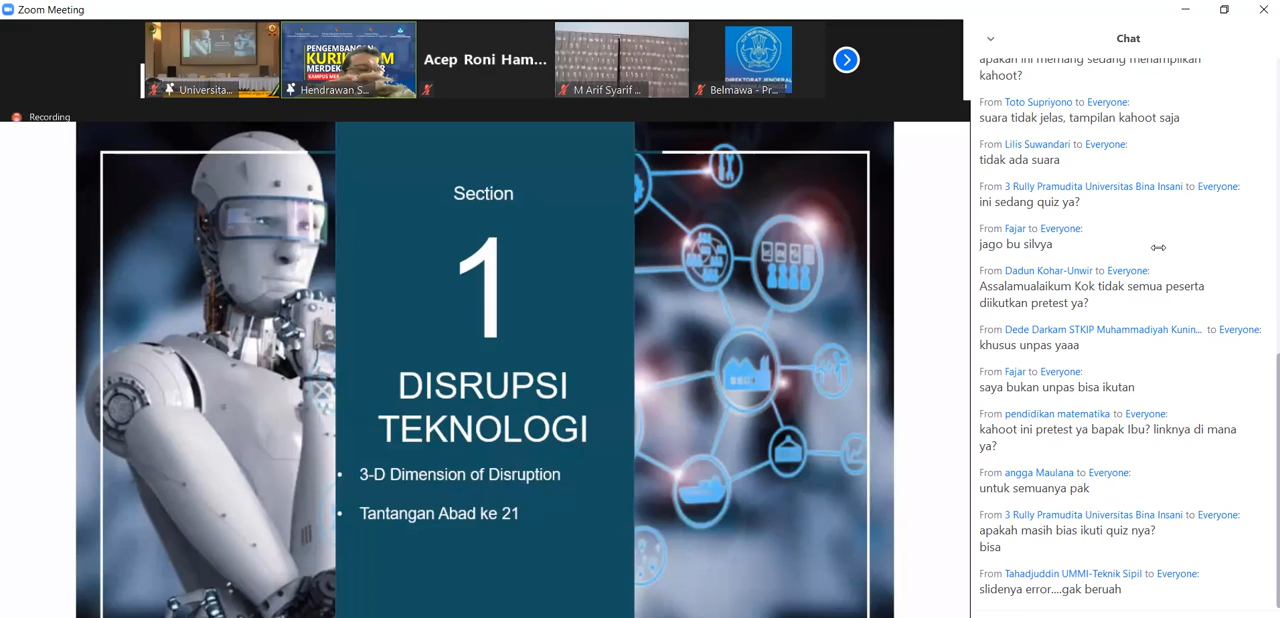 Zoom Meeting
PENGEMBANGAN
KURIKULUM
MERDEKA
KAMPUS ME
Universita...
Hendrawan S...
Acep Roni Ham...
M Arif Syarif ...
DIREKTORAT JENDERAL
Belmawa - Pr...
Recording
Section
1
DISRUPSI
TEKNOLOGI
• 3-D Dimension of Disruption
• Tantangan Abad ke 21
Chat
apakah ini memang sedang menampilkan
kahoot?
From Toto Supriyono to Everyone:
suara tidak jelas, tampilan kahoot saja
From Lilis Suwandari to Everyone:
tidak ada suara
From 3 Rully Pramudita Universitas Bina Insani to Everyone:
ini sedang quiz ya?
From Fajar to Everyone:
jago bu silvya
From Dadun Kohar-Unwir to Everyone:
Assalamualaikum Kok tidak semua peserta
diikutkan pretest ya?
From Dede Darkam STKIP Muhammadiyah Kunin... to Everyone:
khusus unpas yaaa
From Fajar to Everyone:
saya bukan unpas bisa ikutan
From pendidikan matematika to Everyone:
kahoot ini pretest ya bapak Ibu? linknya di mana
ya?
From angga Maulana to Everyone:
untuk semuanya pak
From 3 Rully Pramudita Universitas Bina Insani to Everyone:
apakah masih bias ikuti quiz nya?
bisa
From Tahadjuddin UMMI-Teknik Sipil to Everyone:
slidenya error....gak beruah